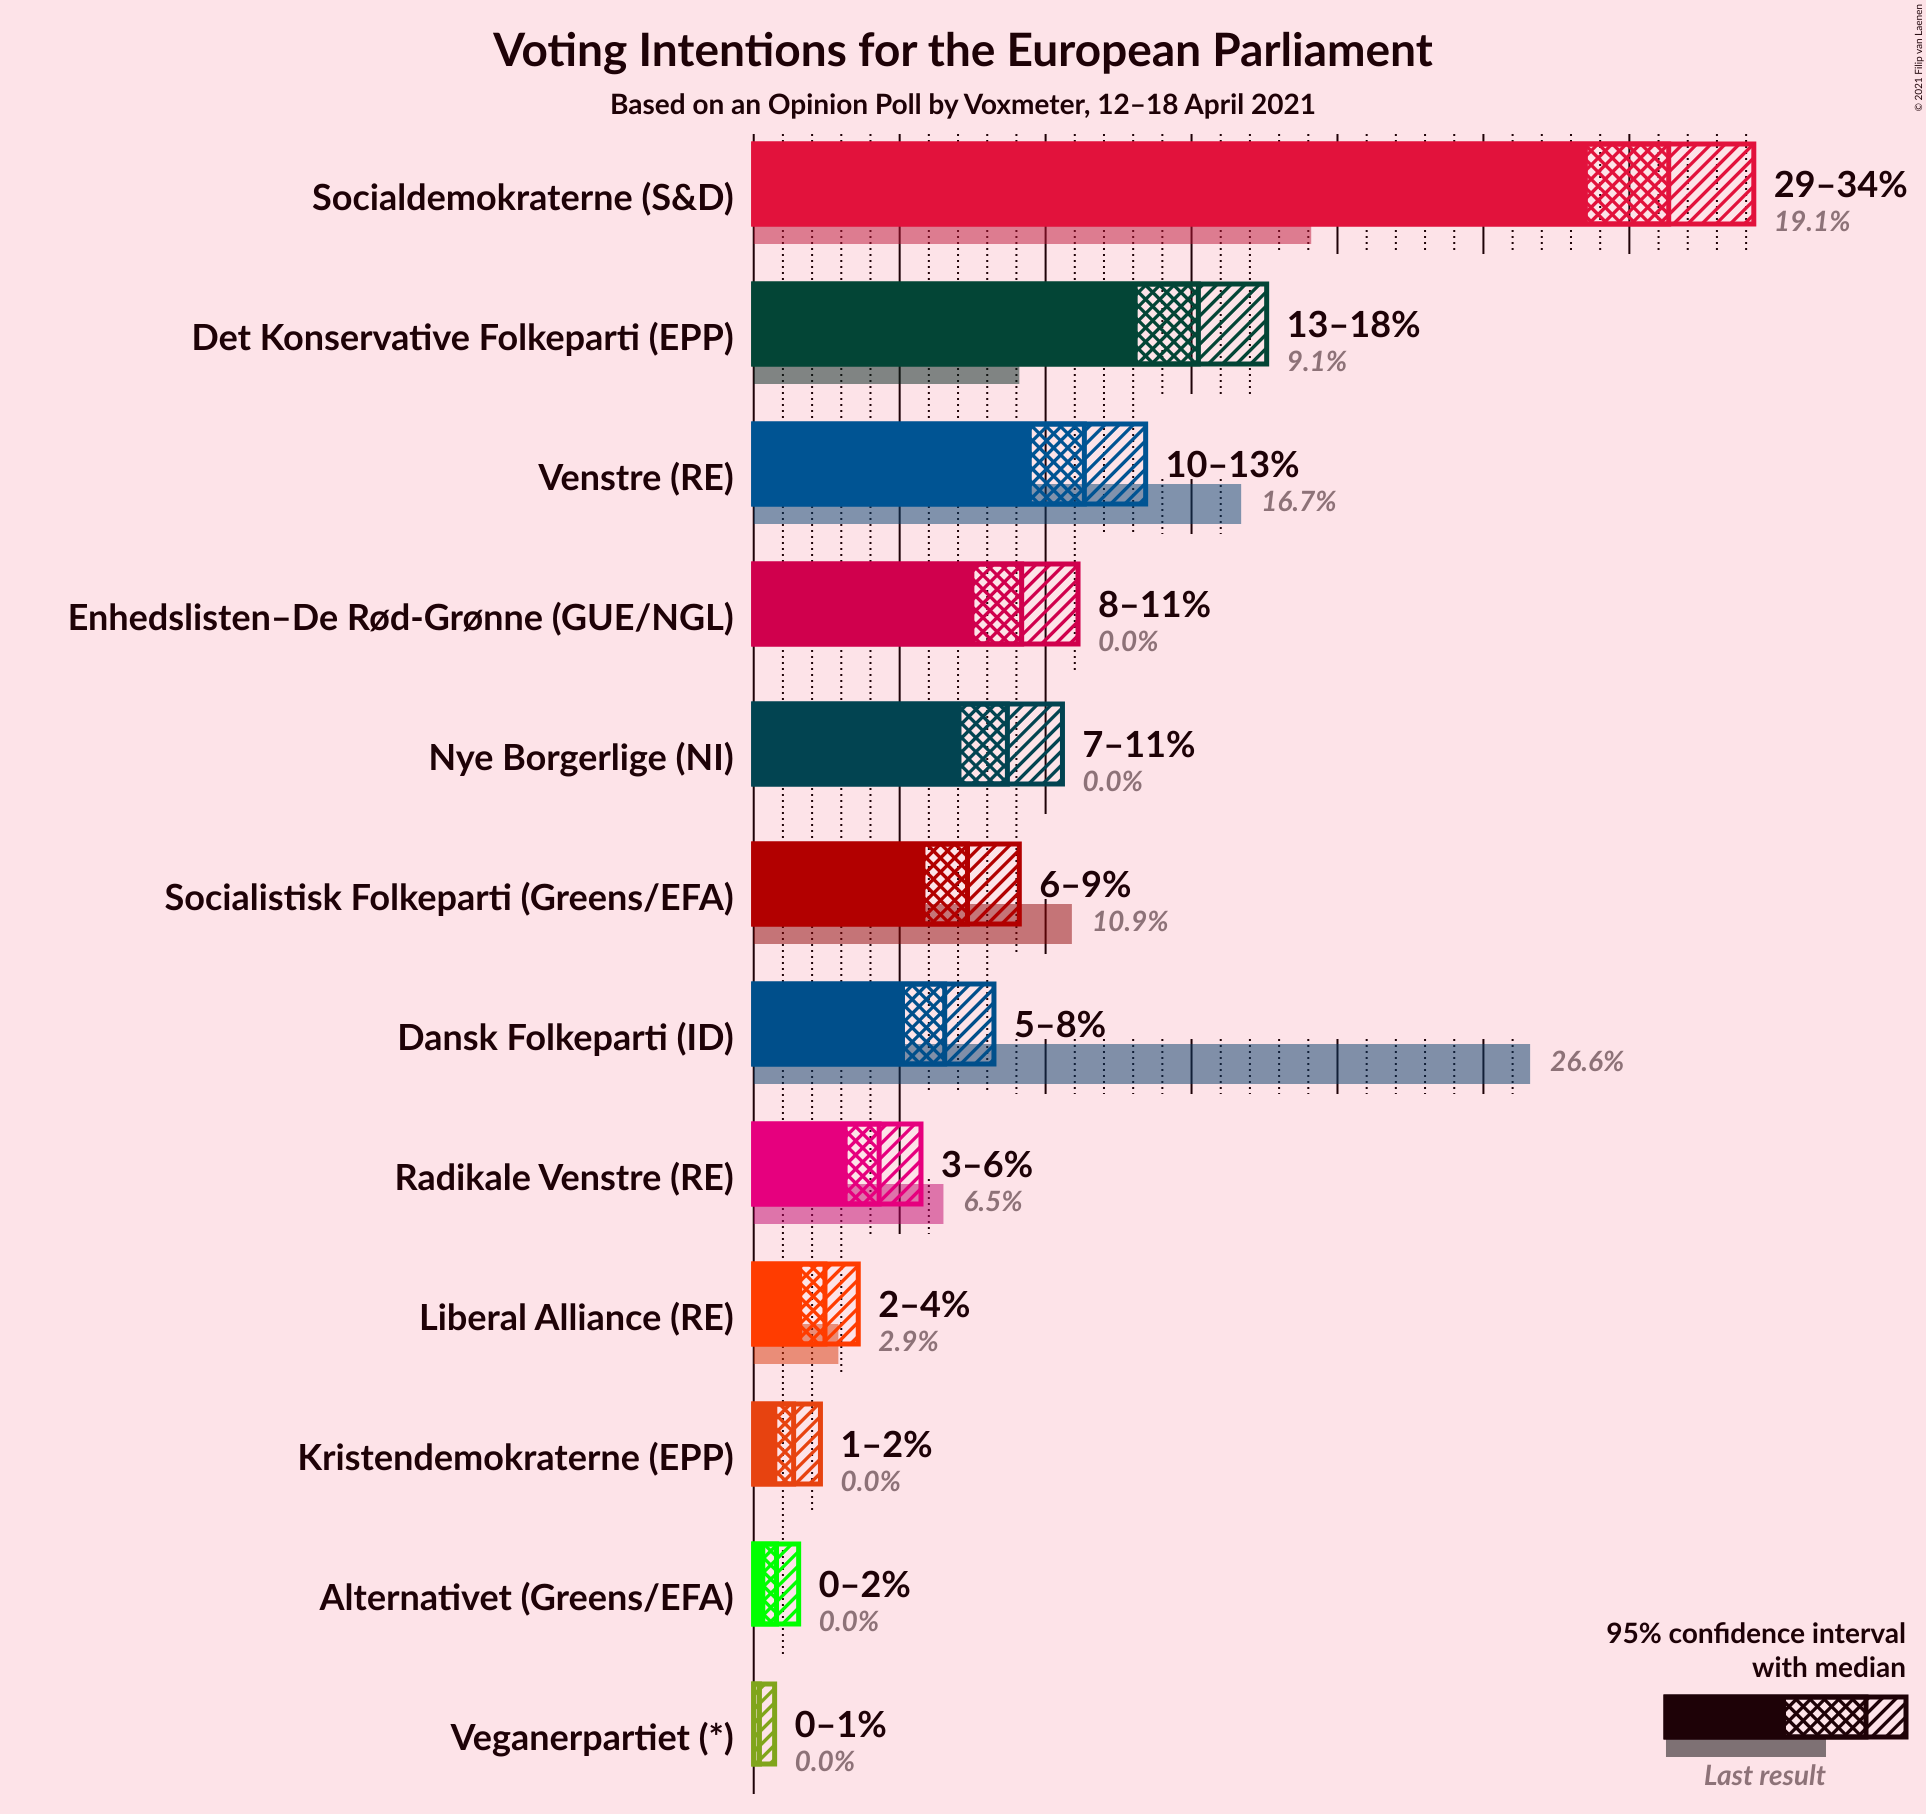 Voting Intentions for the European Parliament
Based on an Opinion Poll by Voxmeter, 12–18 April 2021
© 2021 Filip van Laenen
Socialdemokraterne (S&D)
29–34%
19.1%
Det Konservative Folkeparti (EPP)
13–18%
9.1%
Venstre (RE)
10–13%
16.7%
Enhedslisten–De Rød-Grønne (GUE/NGL)
8–11%
0.0%
Nye Borgerlige (NI)
7–11%
0.0%
Socialistisk Folkeparti (Greens/EFA)
6–9%
10.9%
Dansk Folkeparti (ID)
5–8%
26.6%
Radikale Venstre (RE)
3–6%
6.5%
Liberal Alliance (RE)
2–4%
2.9%
Kristendemokraterne (EPP)
1–2%
0.0%
Alternativet (Greens/EFA)
0–2%
0.0%
Veganerpartiet (*)
0–1%
0.0%
95% confidence interval
with median
Last result